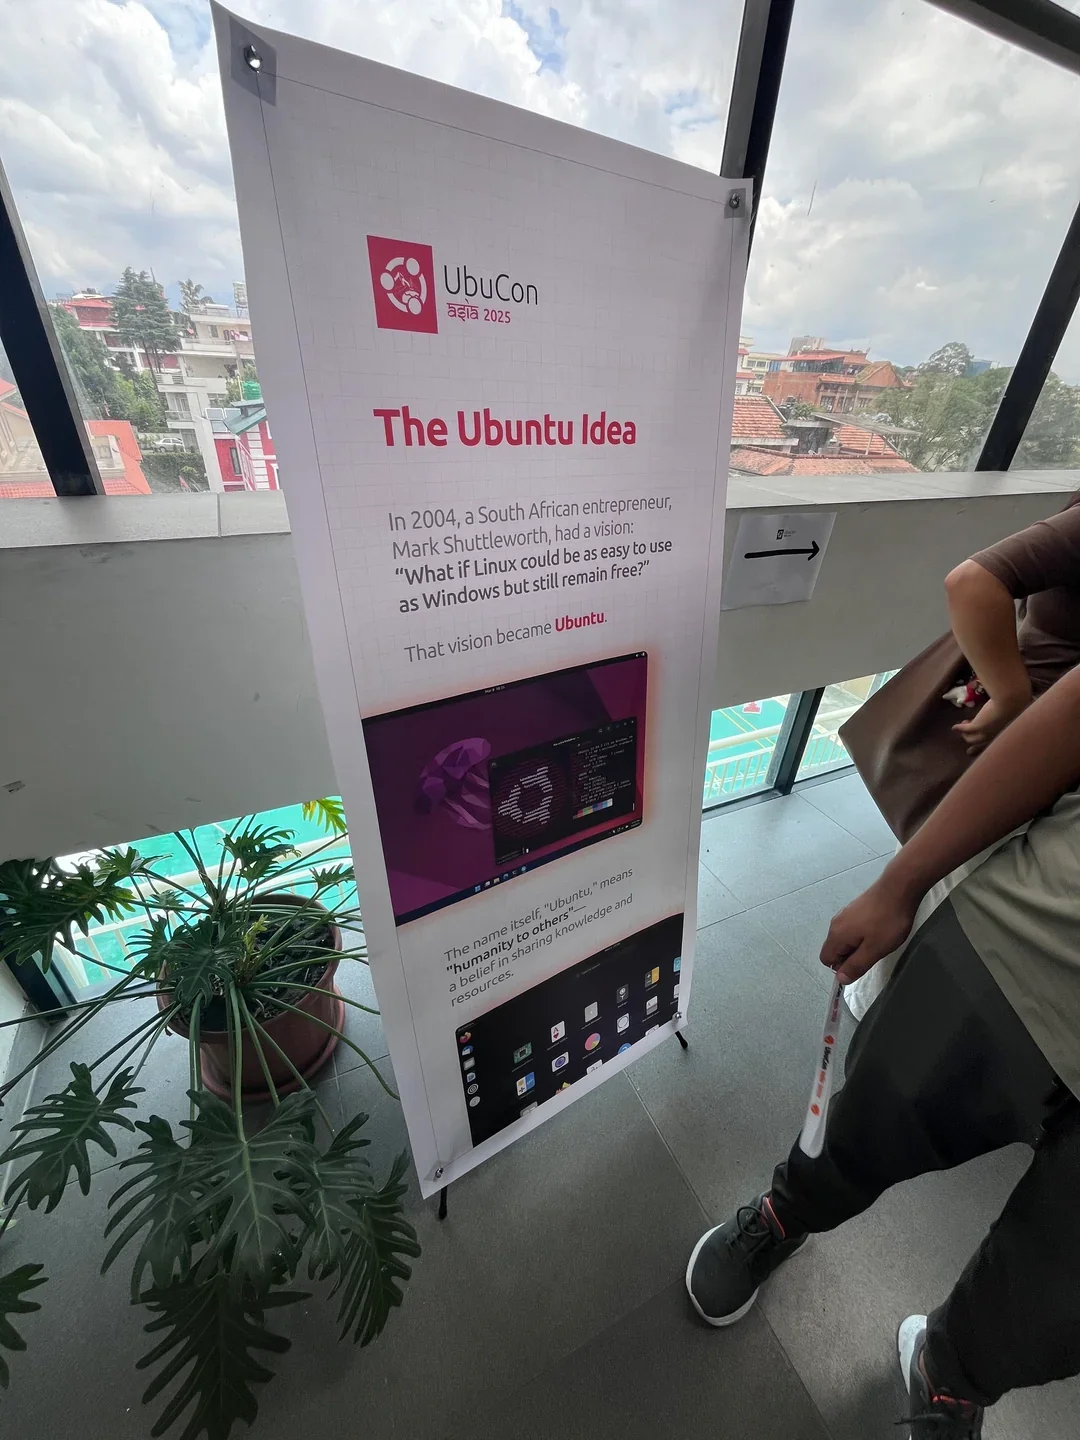 UbuCon
asia 2025
The Ubuntu Idea
In 2004, a South African entrepreneur,
Mark Shuttleworth, had a vision:
“What if Linux could be as easy to use
as Windows but still remain free?”
That vision became Ubuntu.
The name itself, "Ubuntu," means
"humanity to others"—
a belief in sharing knowledge and
resources.